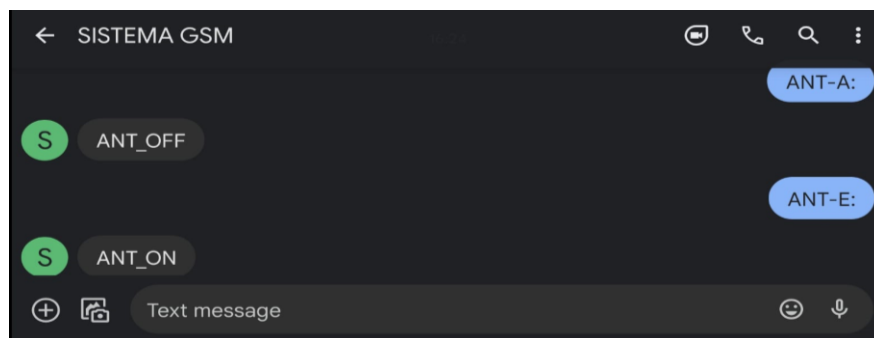 SISTEMA GSM
ANT-A:
S
ANT_OFF
ANT-E:
S
ANT_ON
Text message